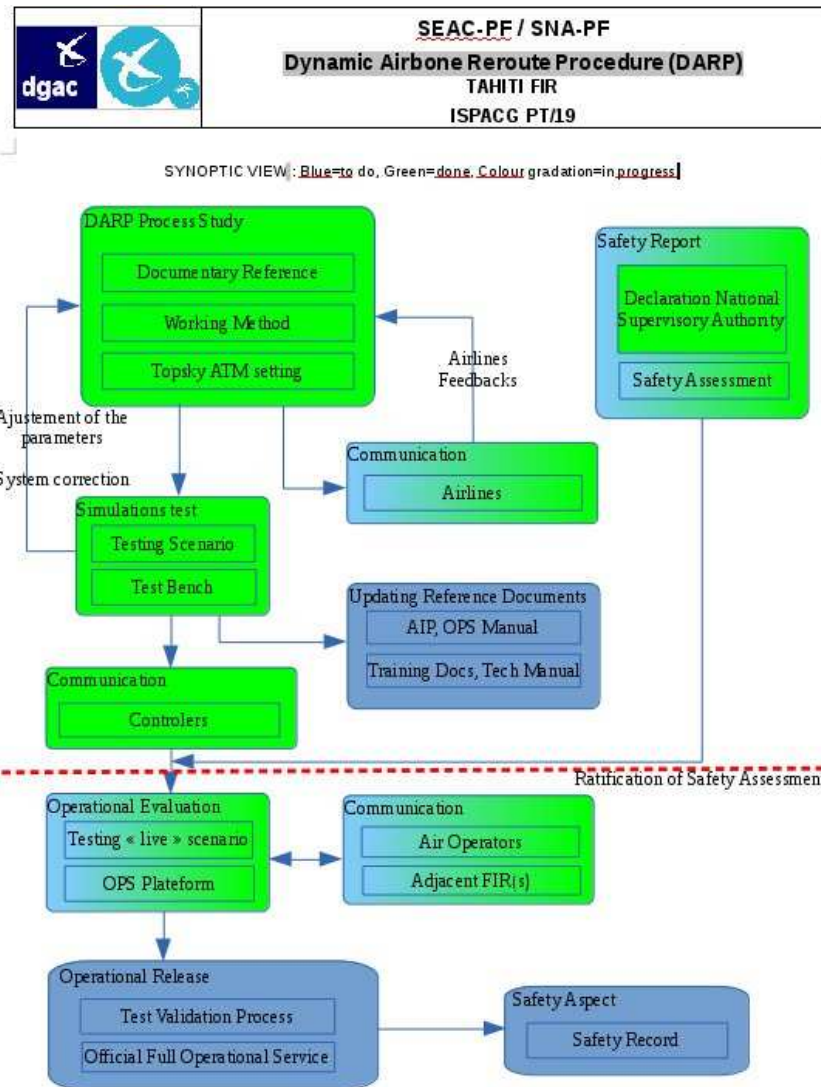 dgac
SEAC-PF / SNA-PF
Dynamic Airbone Reroute Procedure (DARP)
TAHITI FIR
ISPACG PT/19
SYNOPTIC VIEW : Blue=to do, Green=done, Colour gradation=in progress
DARP Process Study
Documentary Reference
Working Method
Topsky ATM setting
Safety Report
Declaration National
Supervisory Authority
Safety Assessment
Airlines
Feedbacks
Ajustement of the
parameters
System correction
Communication
Airlines
Simulations test
Testing Scenario
Test Bench
Updating Reference Documents
AIP, OPS Manual
Training Docs, Tech Manual
Communication
Controlers
Ratification of Safety Assessmen
Operational Evaluation
Testing « live » scenario
OPS Plateform
Communication
Air Operators
Adjacent FIR(s)
Operational Release
Test Validation Process
Official Full Operational Service
Safety Aspect
Safety Record